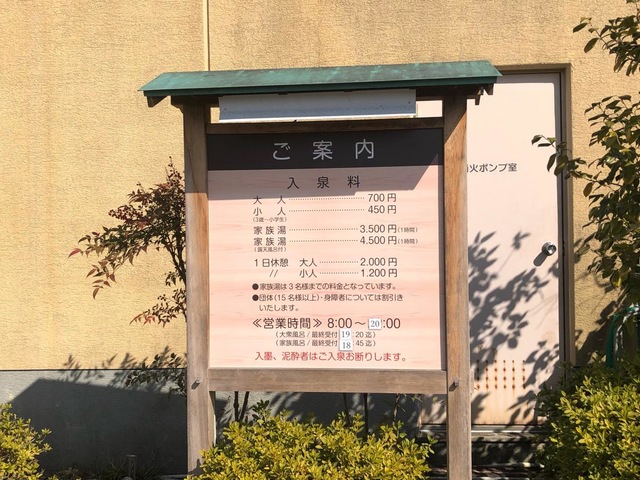 ご案内
入泉料
大人 700円
小人 450円
(3歳～小学生)
家族湯 3.500円(1時間)
家族湯 4.500円(1時間)
(露天風呂付)
1日休憩 大人 2.000円
〃 小人 1.200円
●家族湯は3名様までの料金となっています。
●団体(15名様以上)・身障者については割引き
いたします。
≪営業時間≫ 8:00～20:00
(大衆風呂/最終受付 19:20迄)
(家族風呂/最終受付 18:45迄)
入墨、泥酔者はご入泉お断りします。
火ポンプ室